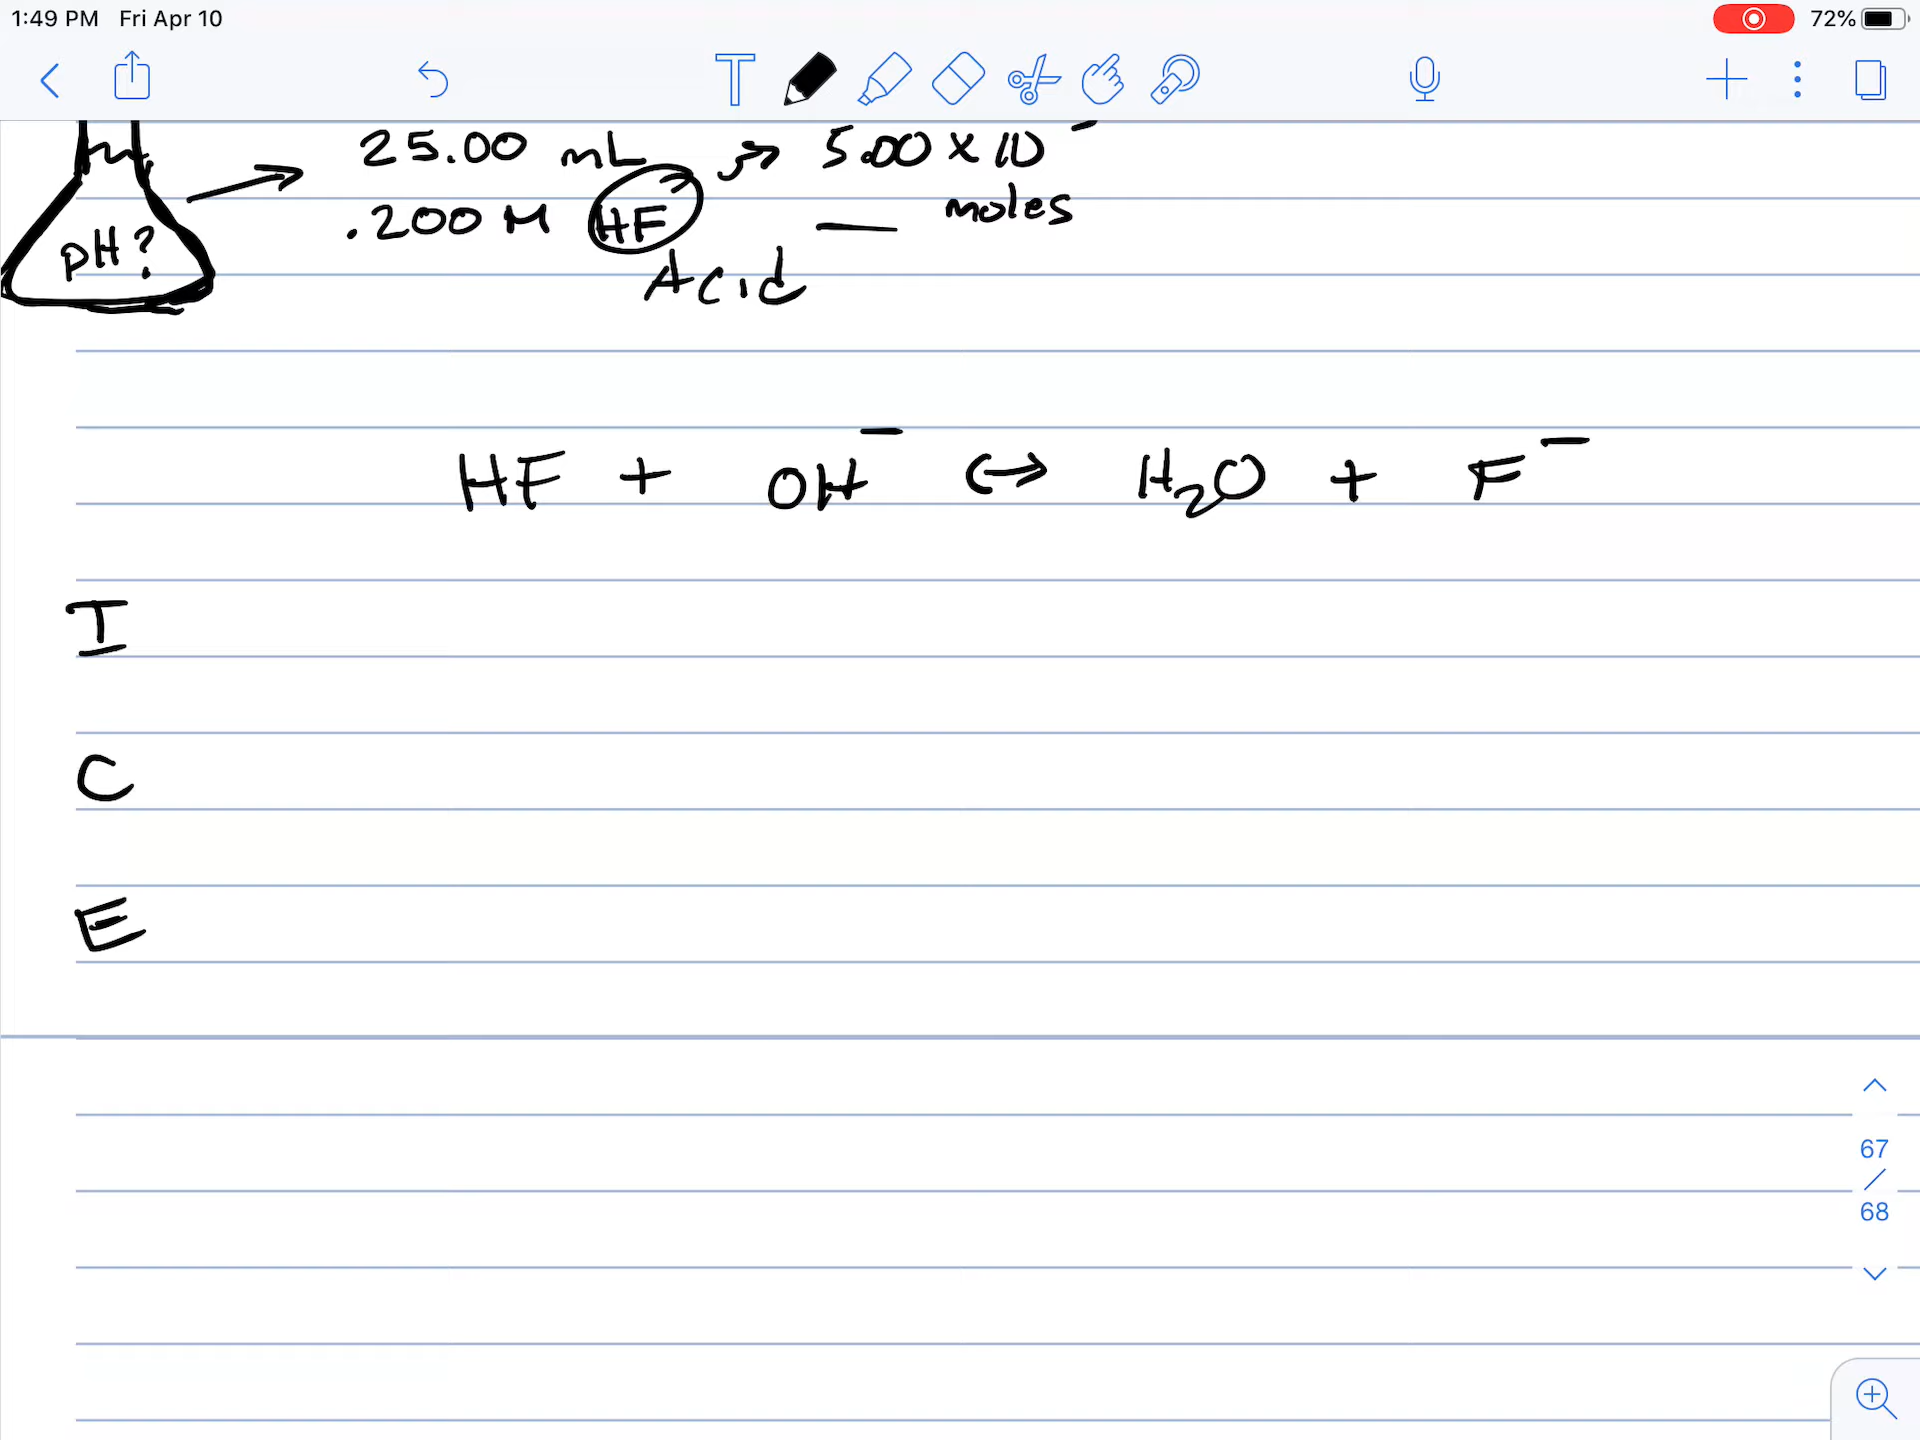 1:49 PM Fri Apr 10 72%
T
25.00 mL → 5.00 x 10⁻
.200 M HF — moles
pH?
Acid
HF + OH⁻ ↔ H₂O + F⁻
I
C
E
67
/
68